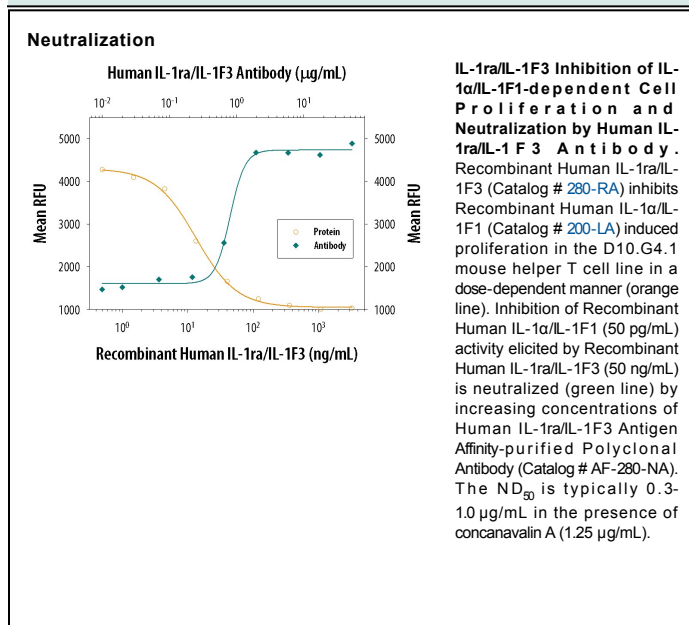 Neutralization
Human IL-1ra/IL-1F3 Antibody (μg/mL)
10-2 10-1 100 101
5000 5000
4000 4000
3000 3000
2000 2000
1000 1000
Mean RFU
Mean RFU
Protein
Antibody
100 101 102 103
Recombinant Human IL-1ra/IL-1F3 (ng/mL)
IL-1ra/IL-1F3 Inhibition of IL-
1α/IL-1F1-dependent Cell
Proliferation and
Neutralization by Human IL-
1ra/IL-1F3 Antibody.
Recombinant Human IL-1ra/IL-
1F3 (Catalog # 280-RA) inhibits
Recombinant Human IL-1α/IL-
1F1 (Catalog # 200-LA) induced
proliferation in the D10.G4.1
mouse helper T cell line in a
dose-dependent manner (orange
line). Inhibition of Recombinant
Human IL-1α/IL-1F1 (50 pg/mL)
activity elicited by Recombinant
Human IL-1ra/IL-1F3 (50 ng/mL)
is neutralized (green line) by
increasing concentrations of
Human IL-1ra/IL-1F3 Antigen
Affinity-purified Polyclonal
Antibody (Catalog # AF-280-NA).
The ND50 is typically 0.3-
1.0 μg/mL in the presence of
concanavalin A (1.25 μg/mL).